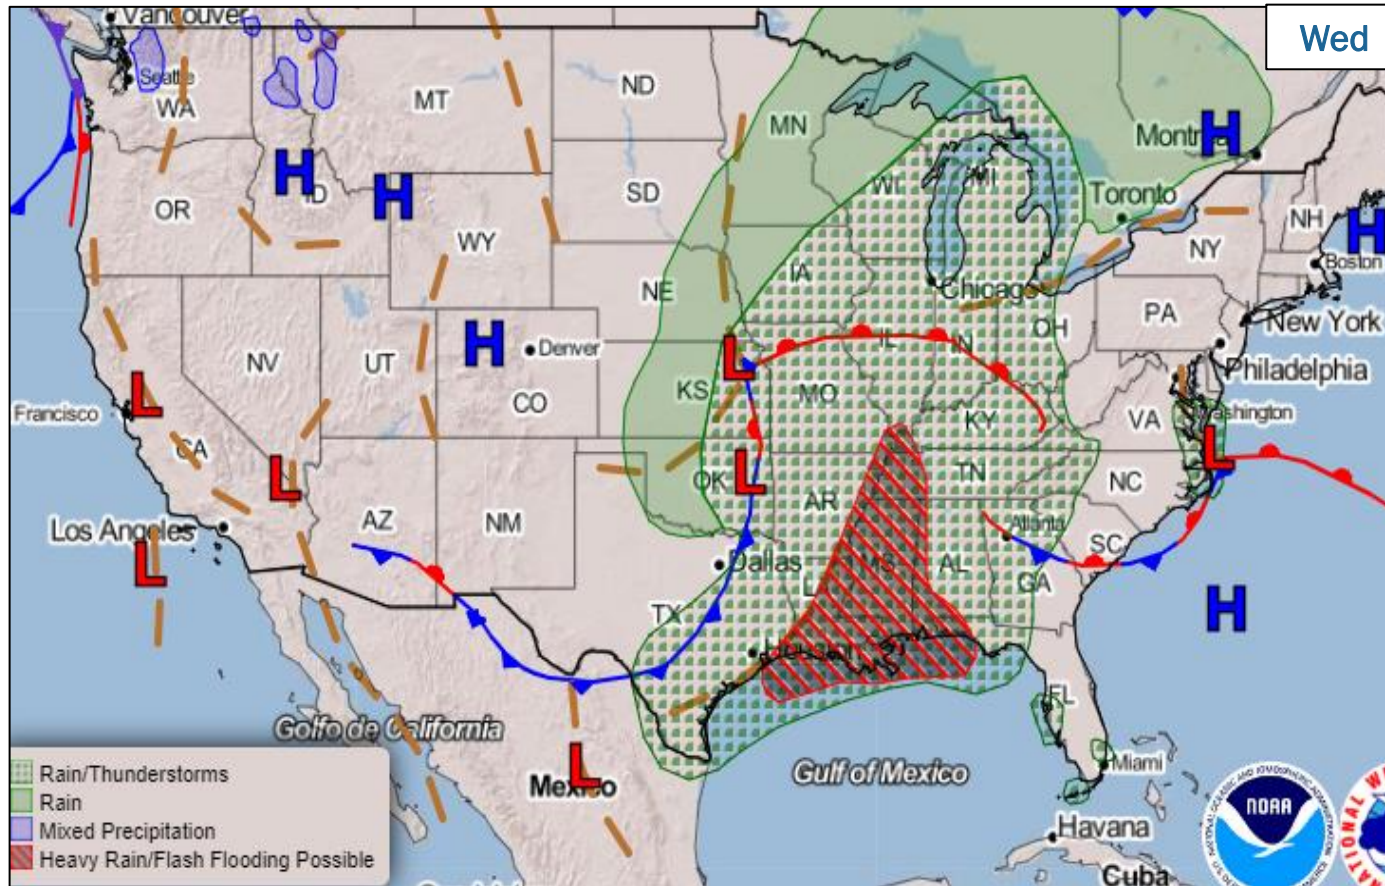 Wed
Vancouver
Seattle
WA
MT
ND
MN
Montr
H
ID
H
H
OR
SD
WI
MI
Toronto
NH
H
WY
NY
Boston
NE
IA
Chicago
PA
New York
NV
UT
H
Denver
L
IL
IN
OH
Philadelphia
Francisco
L
CO
KS
MO
VA
Washington
CA
KY
L
L
OK
L
TN
NC
Los Angeles
AZ
NM
AR
Atlanta
SC
L
Dallas
MS
AL
GA
TX
L
H
Houston
FL
Golfo de California
L
Mexico
Gulf of Mexico
Miami
Rain/Thunderstorms
Rain
Mixed Precipitation
Heavy Rain/Flash Flooding Possible
NOAA
Havana
Cuba